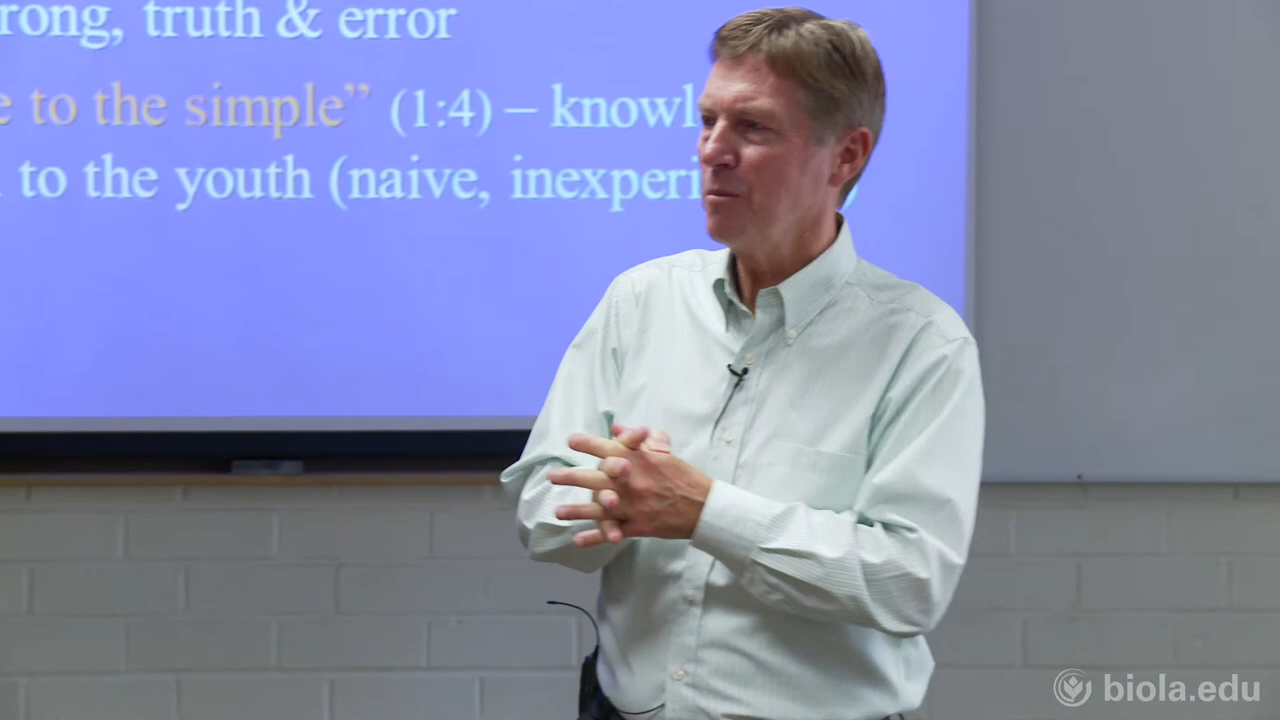 rong, truth & error
e to the simple” (1:4) – knowl
to the youth (naive, inexperi )
biola.edu